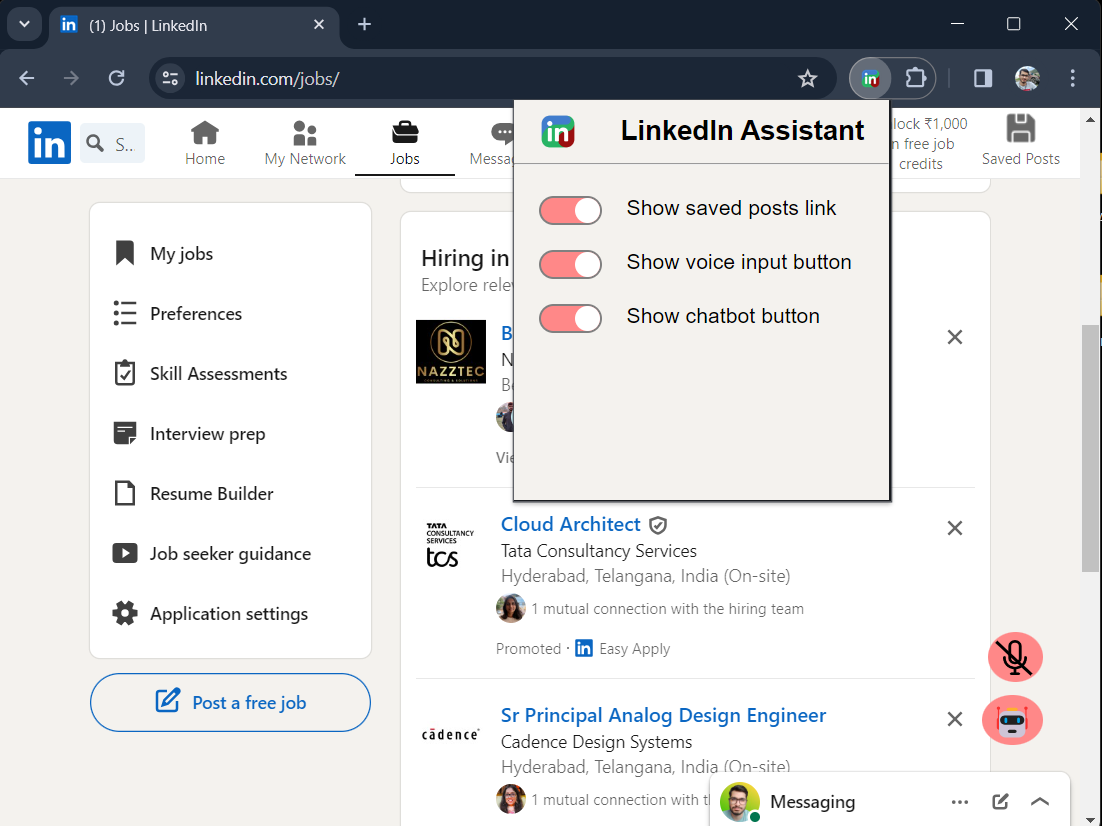 (1) Jobs | LinkedIn
linkedin.com/jobs/
in
S...
Home
My Network
Jobs
Messa
lock ₹1,000
n free job
credits
Saved Posts
in
LinkedIn Assistant
Show saved posts link
Show voice input button
Show chatbot button
My jobs
Preferences
Skill Assessments
Interview prep
Resume Builder
Job seeker guidance
Application settings
Post a free job
Hiring in
Explore rele
NAZZTEC
B
N
Be
Vie
TATA
CONSULTANCY
SERVICES
tcs
Cloud Architect
Tata Consultancy Services
Hyderabad, Telangana, India (On-site)
1 mutual connection with the hiring team
Promoted · in Easy Apply
cādence
Sr Principal Analog Design Engineer
Cadence Design Systems
Hyderabad, Telangana, India (On-site)
1 mutual connection with t
Messaging